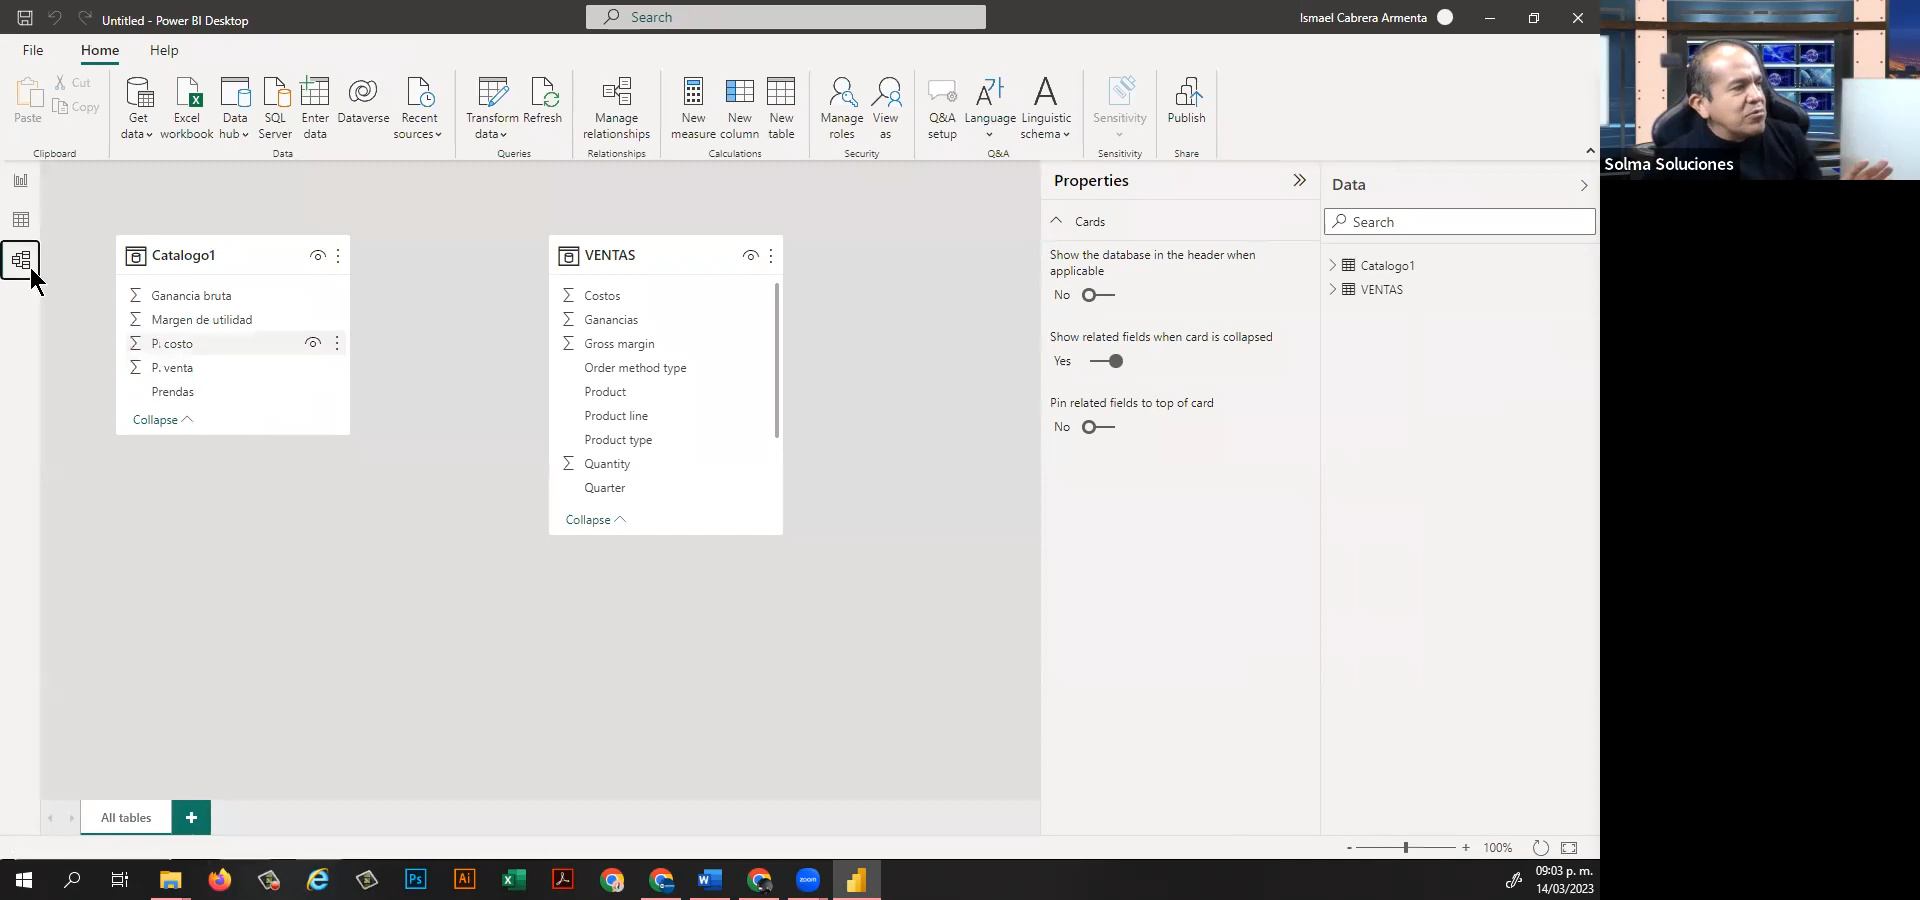 Untitled - Power BI Desktop
Search
Ismael Cabrera Armenta
File
Home
Help
Paste
Cut
Copy
Clipboard
Get data
Excel workbook
Data hub
SQL Server
Enter data
Dataverse
Recent sources
Data
Transform data
Refresh
Queries
Manage relationships
Relationships
New measure
New column
New table
Calculations
Manage roles
View as
Security
Q&A setup
Language
Linguistic schema
Q&A
Sensitivity
Sensitivity
Publish
Share
Solma Soluciones
Catalogo1
Ganancia bruta
Margen de utilidad
P. costo
P. venta
Prendas
Collapse
VENTAS
Costos
Ganancias
Gross margin
Order method type
Product
Product line
Product type
Quantity
Quarter
Collapse
Properties
Cards
Show the database in the header when applicable
No
Show related fields when card is collapsed
Yes
Pin related fields to top of card
No
Data
Search
Catalogo1
VENTAS
All tables
+
- + 100%
Ps
Ai
zoom
09:03 p. m.
14/03/2023